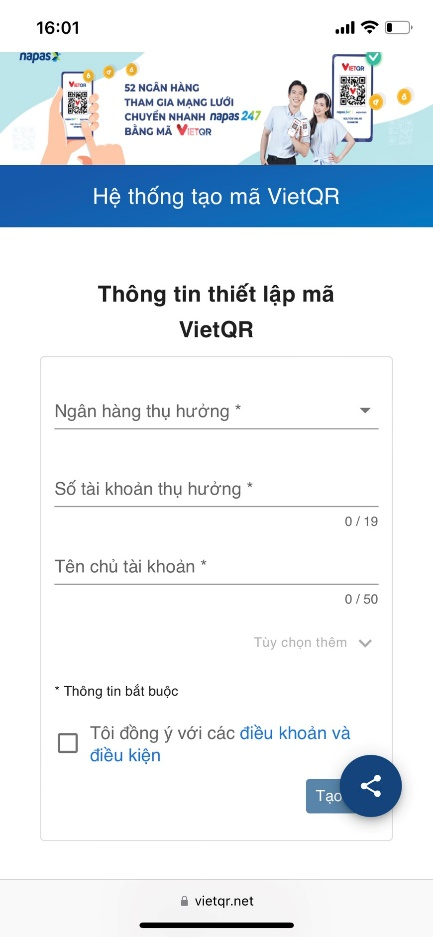 16:01
napas
52 NGÂN HÀNG
THAM GIA MẠNG LƯỚI
CHUYỂN NHANH napas 247
BẰNG MÃ VIETQR
VIETQR
VIETQR
Hệ thống tạo mã VietQR
Thông tin thiết lập mã
VietQR
Ngân hàng thụ hưởng *
Số tài khoản thụ hưởng *
0 / 19
Tên chủ tài khoản *
0 / 50
Tùy chọn thêm
* Thông tin bắt buộc
Tôi đồng ý với các điều khoản và
điều kiện
Tạo
vietqr.net